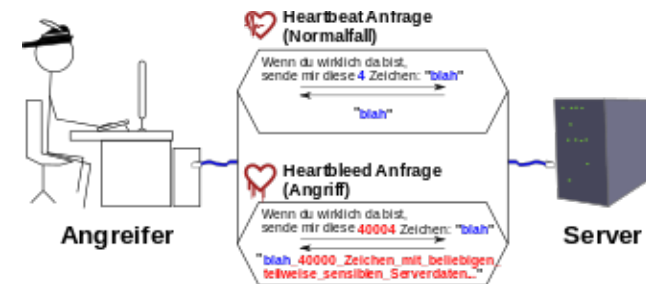 Heartbeat Anfrage
(Normalfall)
Wenn du wirklich da bist,
sende mir diese 4 Zeichen: "blah"
"blah"
Heartbleed Anfrage
(Angriff)
Wenn du wirklich da bist,
sende mir diese 40004 Zeichen: "blah"
"blah_40000_Zeichen_mit_beliebigen_
teilweise_sensiblen_Serverdaten..."
Angreifer
Server